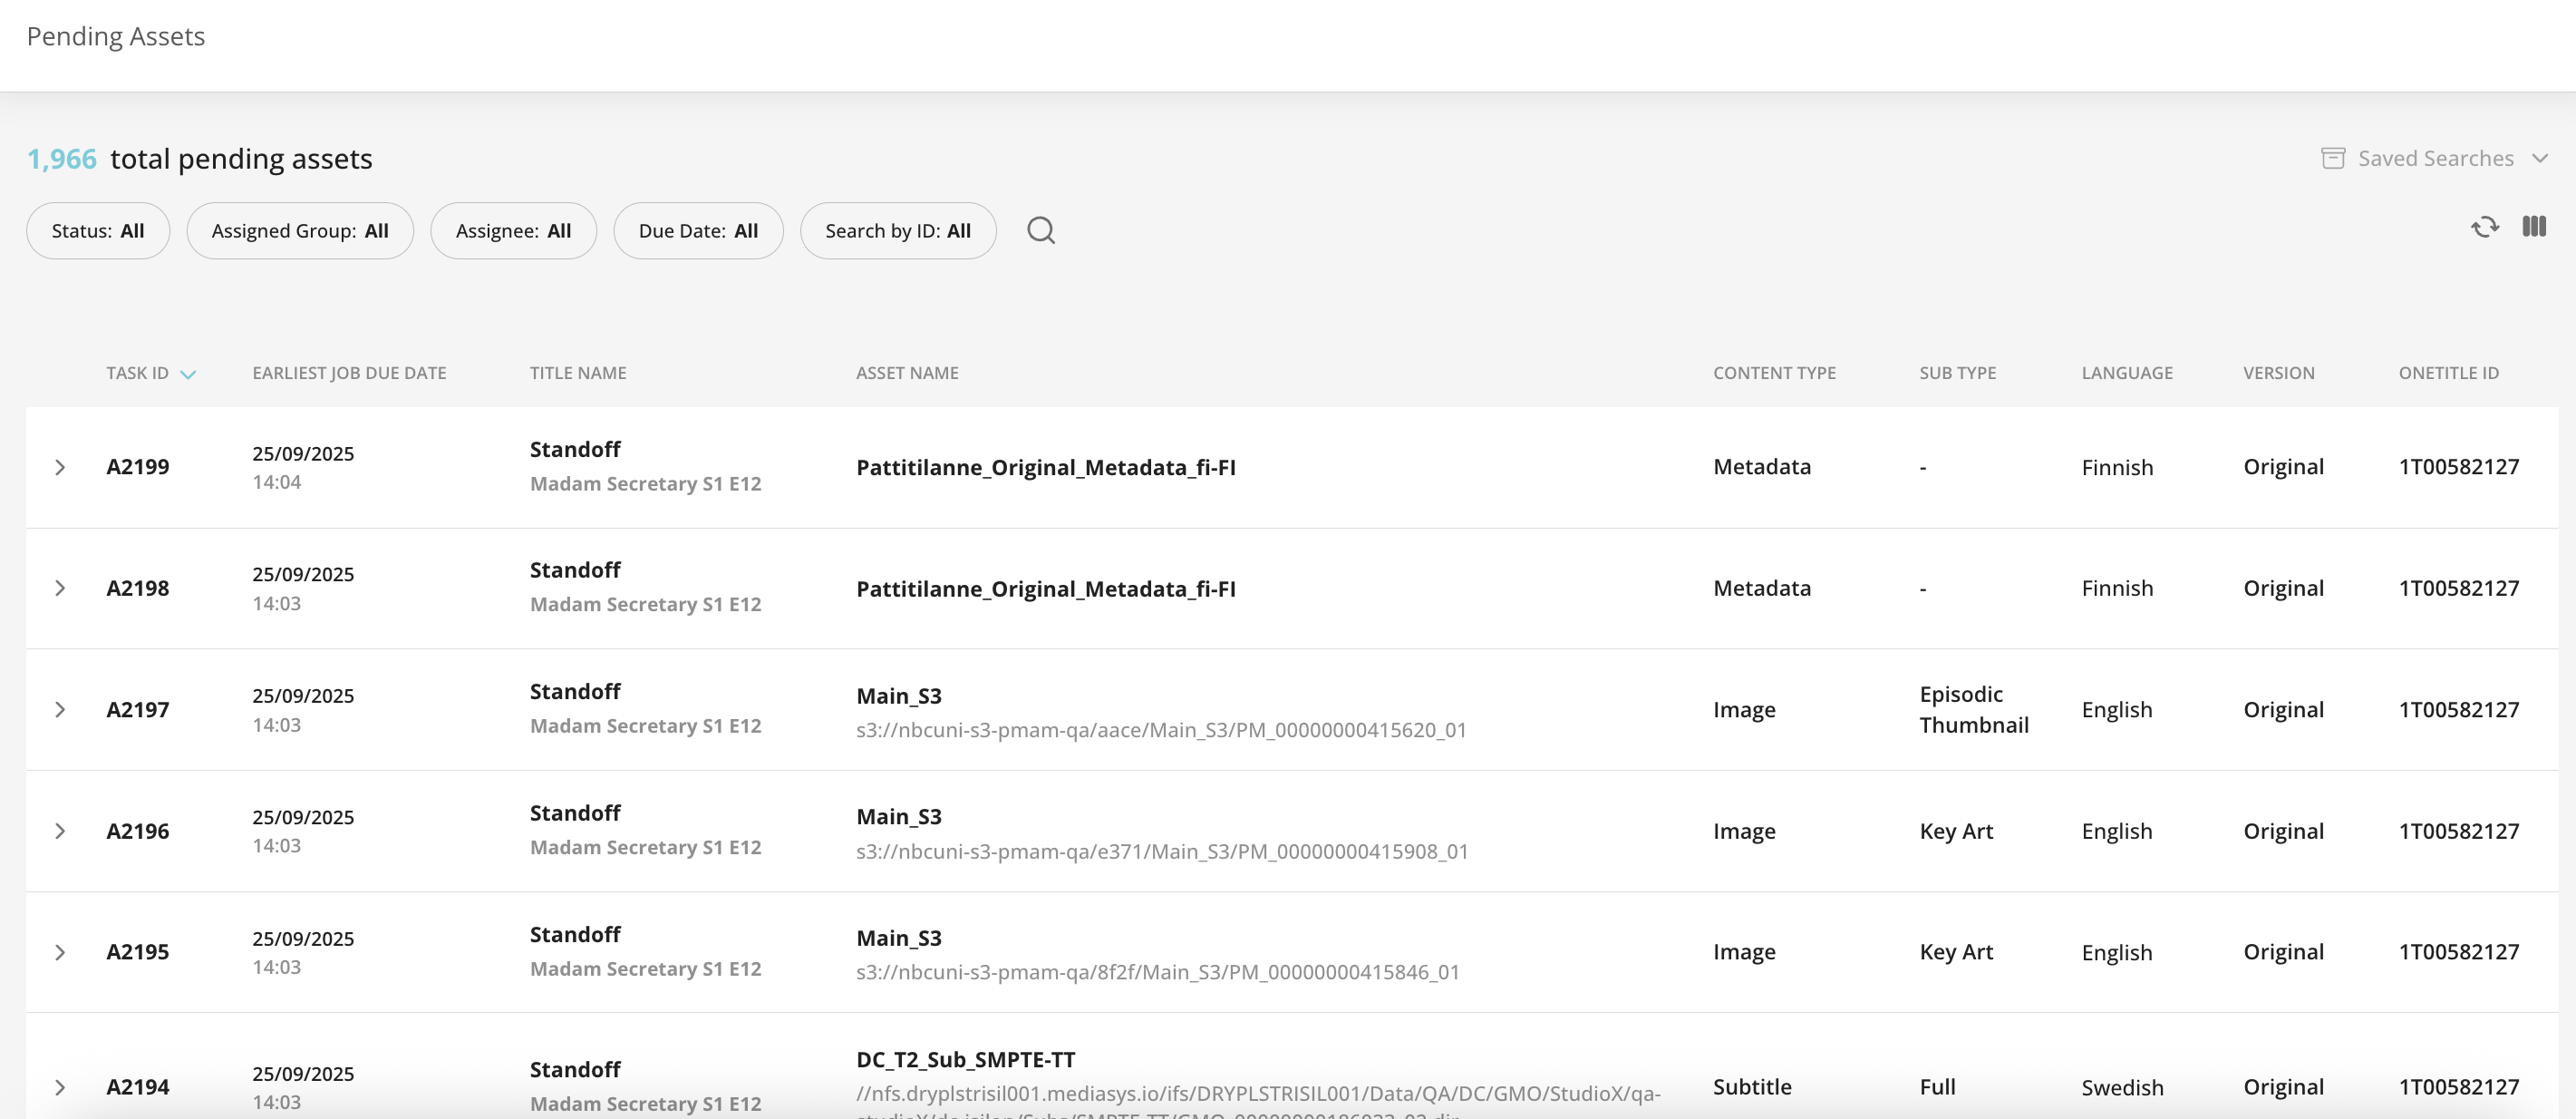 Pending Assets
1,966 total pending assets
Saved Searches
Status: All
Assigned Group: All
Assignee: All
Due Date: All
Search by ID: All
TASK ID
EARLIEST JOB DUE DATE
TITLE NAME
ASSET NAME
CONTENT TYPE
SUB TYPE
LANGUAGE
VERSION
ONETITLE ID
A2199
25/09/2025
14:04
Standoff
Madam Secretary S1 E12
Pattitilanne_Original_Metadata_fi-FI
Metadata
-
Finnish
Original
1T00582127
A2198
25/09/2025
14:03
Standoff
Madam Secretary S1 E12
Pattitilanne_Original_Metadata_fi-FI
Metadata
-
Finnish
Original
1T00582127
A2197
25/09/2025
14:03
Standoff
Madam Secretary S1 E12
Main_S3
s3://nbcuni-s3-pmam-qa/aace/Main_S3/PM_00000000415620_01
Image
Episodic
Thumbnail
English
Original
1T00582127
A2196
25/09/2025
14:03
Standoff
Madam Secretary S1 E12
Main_S3
s3://nbcuni-s3-pmam-qa/e371/Main_S3/PM_00000000415908_01
Image
Key Art
English
Original
1T00582127
A2195
25/09/2025
14:03
Standoff
Madam Secretary S1 E12
Main_S3
s3://nbcuni-s3-pmam-qa/8f2f/Main_S3/PM_00000000415846_01
Image
Key Art
English
Original
1T00582127
A2194
25/09/2025
14:03
Standoff
Madam Secretary S1 E12
DC_T2_Sub_SMPTE-TT
//nfs.dryplstrisil001.mediasys.io/ifs/DRYPLSTRISIL001/Data/QA/DC/GMO/StudioX/qa-
Subtitle
Full
Swedish
Original
1T00582127